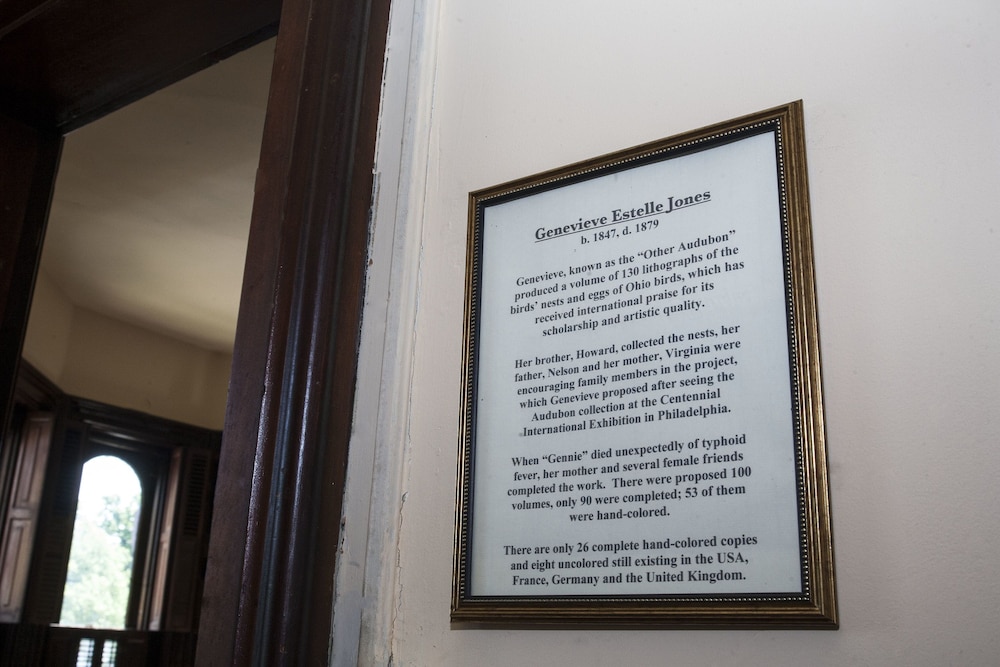 Genevieve Estelle Jones
b. 1847, d. 1879
Genevieve, known as the “Other Audubon”
produced a volume of 130 lithographs of the
birds’ nests and eggs of Ohio birds, which has
received international praise for its
scholarship and artistic quality.
Her brother, Howard, collected the nests, her
father, Nelson and her mother, Virginia were
encouraging family members in the project,
which Genevieve proposed after seeing the
Audubon collection at the Centennial
International Exhibition in Philadelphia.
When “Gennie” died unexpectedly of typhoid
fever, her mother and several female friends
completed the work. There were proposed 100
volumes, only 90 were completed; 53 of them
were hand-colored.
There are only 26 complete hand-colored copies
and eight uncolored still existing in the USA,
France, Germany and the United Kingdom.